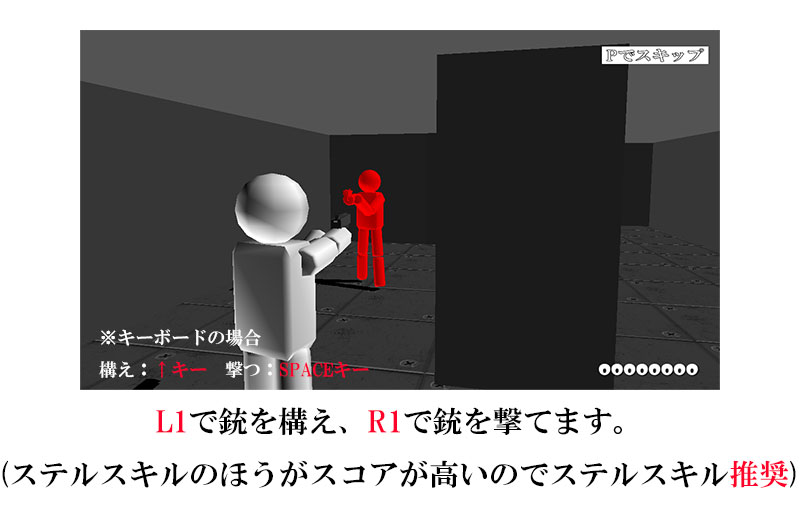 Pでスキップ
※キーボードの場合
構え：↑キー　撃つ：SPACEキー
L1で銃を構え、R1で銃を撃てます。
(ステルスキルのほうがスコアが高いのでステルスキル推奨)